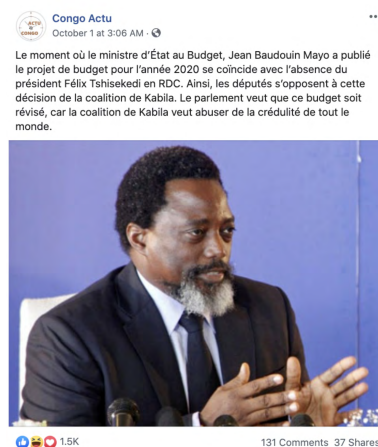 Congo Actu
October 1 at 3:06 AM ·
Le moment où le ministre d'État au Budget, Jean Baudouin Mayo a publié
le projet de budget pour l'année 2020 se coïncide avec l'absence du
président Félix Tshisekedi en RDC. Ainsi, les députés s'opposent à cette
décision de la coalition de Kabila. Le parlement veut que ce budget soit
révisé, car la coalition de Kabila veut abuser de la crédulité de tout le
monde.
1.5K
131 Comments 37 Shares